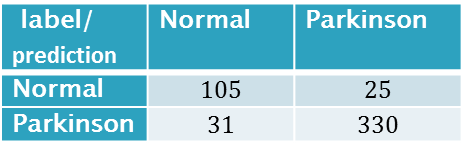 label/ Normal Parkinson
prediction
Normal 105 25
Parkinson 31 330